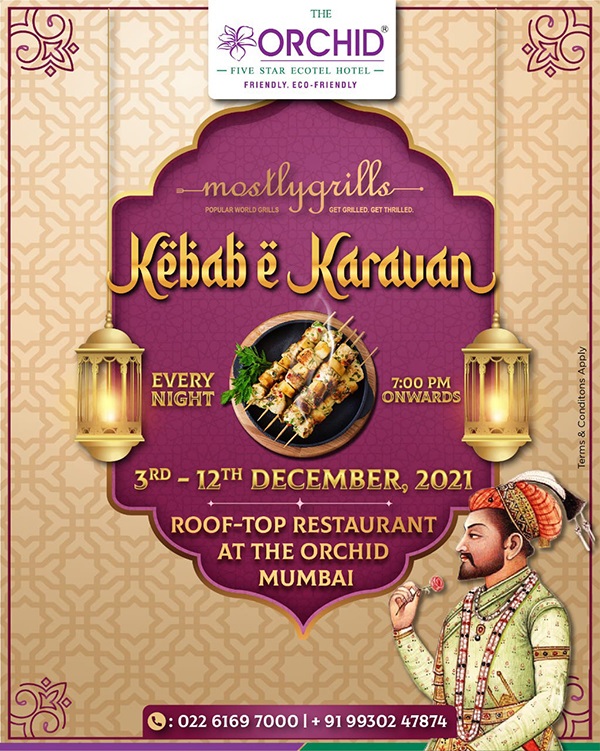 THE
ORCHID®
FIVE STAR ECOTEL HOTEL
FRIENDLY. ECO-FRIENDLY
mostlygrills
POPULAR WORLD GRILLS GET GRILLED. GET THRILLED.
Këbab ë Karavan
EVERY
NIGHT
7:00 PM
ONWARDS
3RD - 12TH DECEMBER, 2021
ROOF-TOP RESTAURANT
AT THE ORCHID
MUMBAI
Terms & Conditons Apply
: 022 6169 7000 | + 91 99302 47874